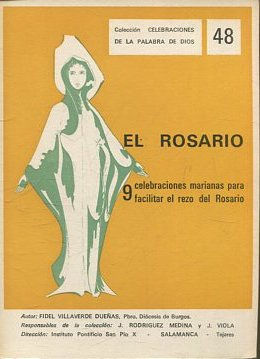 Colección CELEBRACIONES
DE LA PALABRA DE DIOS
48
EL ROSARIO
9 celebraciones marianas para
facilitar el rezo del Rosario
Autor: FIDEL VILLAVERDE DUEÑAS, Pbro. Diócesis de Burgos.
Responsables de la colección: J. RODRIGUEZ MEDINA y J. VIOLA
Dirección: Instituto Pontificio San Pío X - SALAMANCA - Tejares